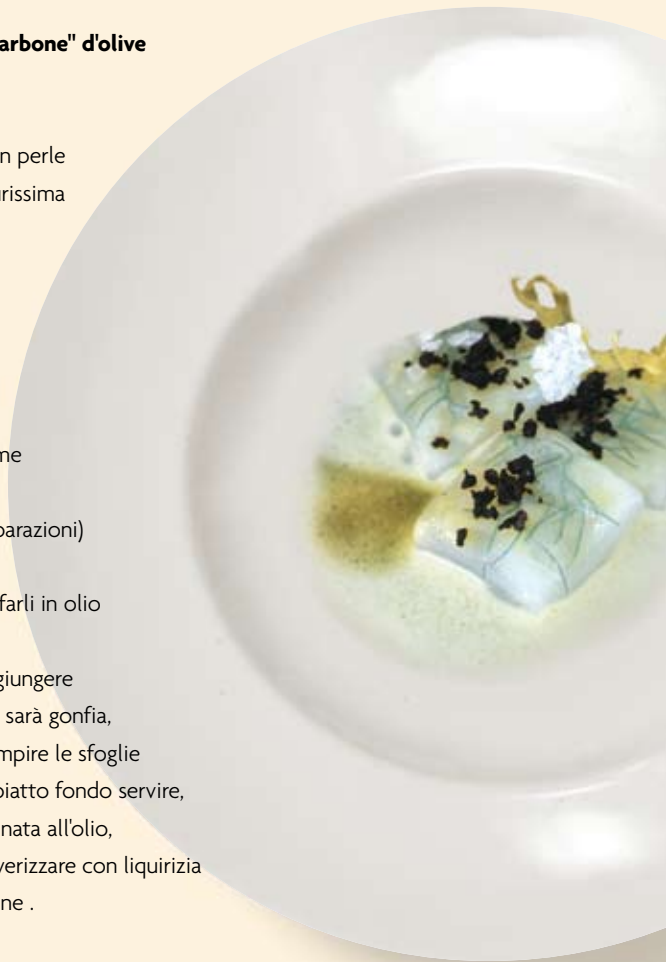 arbone" d'olive
n perle
rissima
me
parazioni)
farli in olio
giungere
sarà gonfia,
mpire le sfoglie
piatto fondo servire,
nata all'olio,
verizzare con liquirizia
ne .